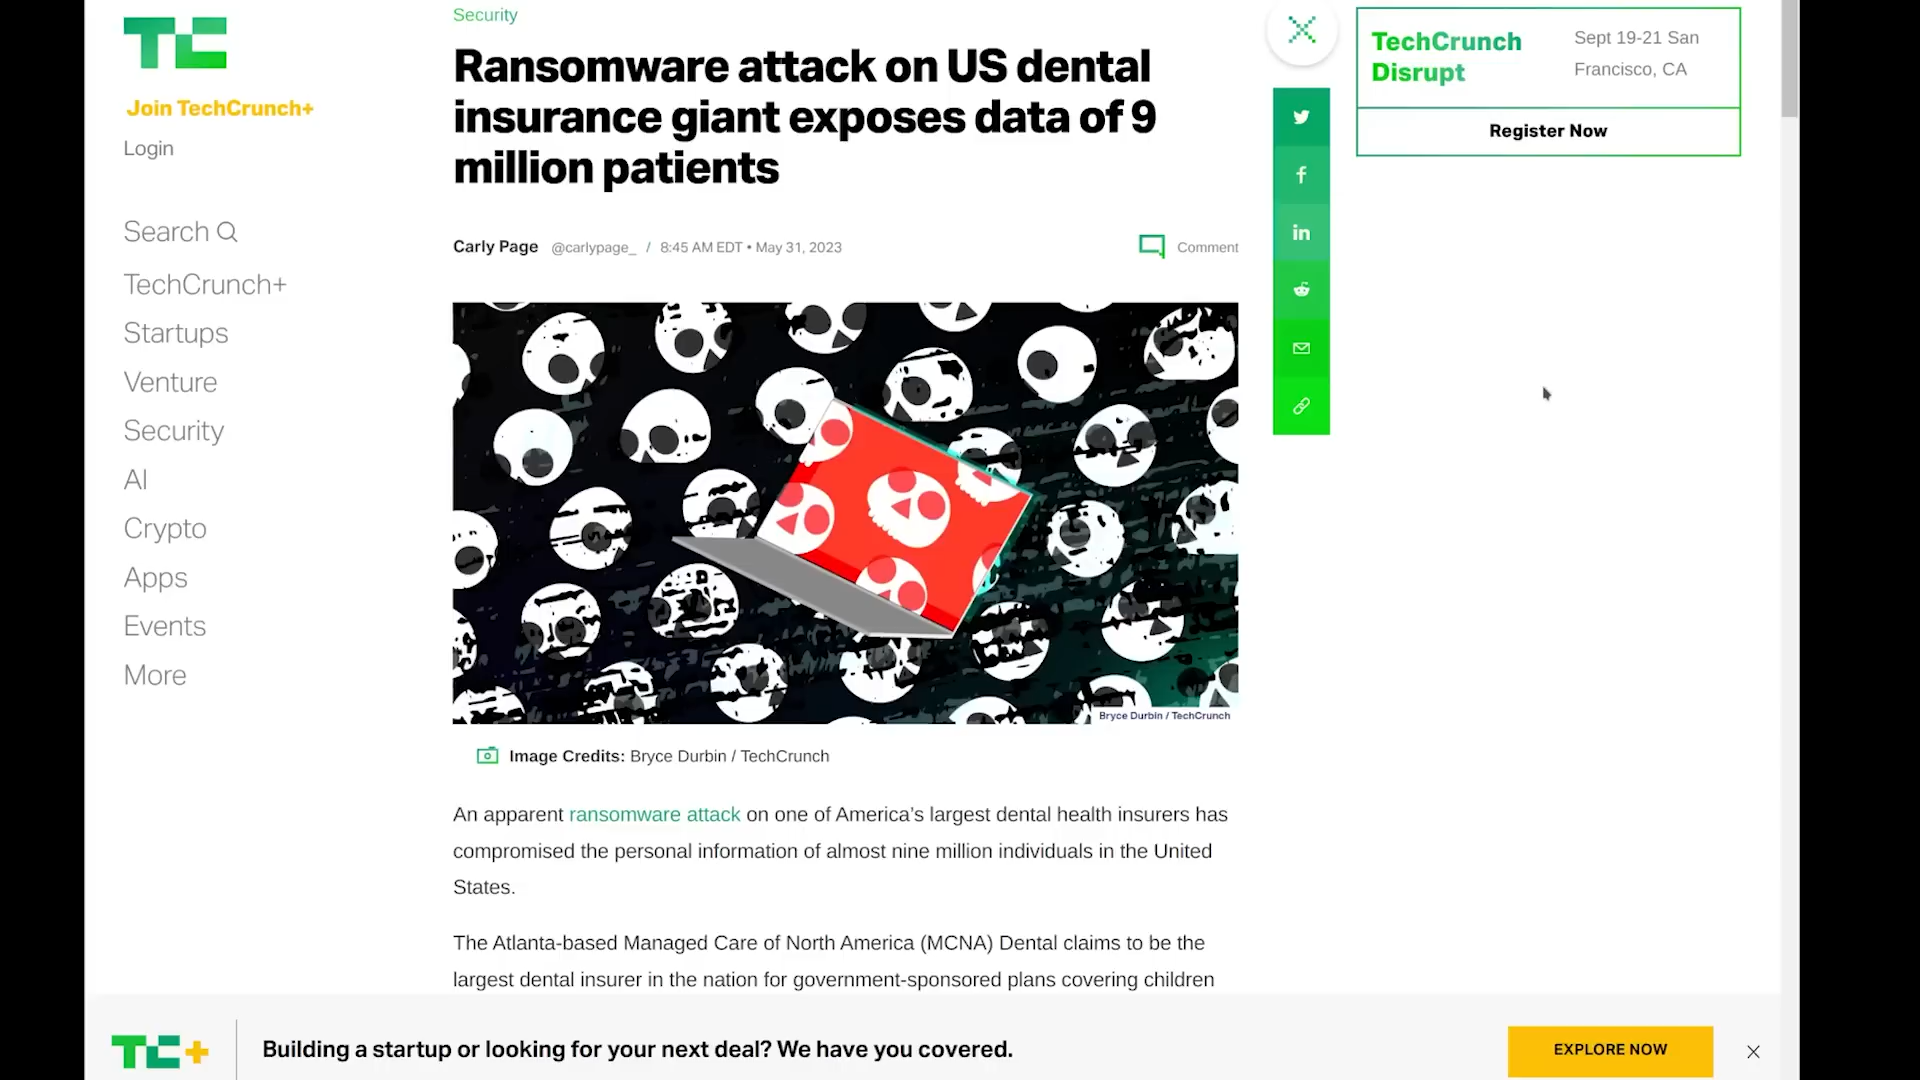 TC
Join TechCrunch+
Login
Search
TechCrunch+
Startups
Venture
Security
AI
Crypto
Apps
Events
More
Security
Ransomware attack on US dental
insurance giant exposes data of 9
million patients
Carly Page @carlypage_ / 8:45 AM EDT • May 31, 2023
Comment
Bryce Durbin / TechCrunch
Image Credits: Bryce Durbin / TechCrunch
An apparent ransomware attack on one of America's largest dental health insurers has
compromised the personal information of almost nine million individuals in the United
States.
The Atlanta-based Managed Care of North America (MCNA) Dental claims to be the
largest dental insurer in the nation for government-sponsored plans covering children
TechCrunch
Disrupt
Sept 19-21 San
Francisco, CA
Register Now
TC+
Building a startup or looking for your next deal? We have you covered.
EXPLORE NOW